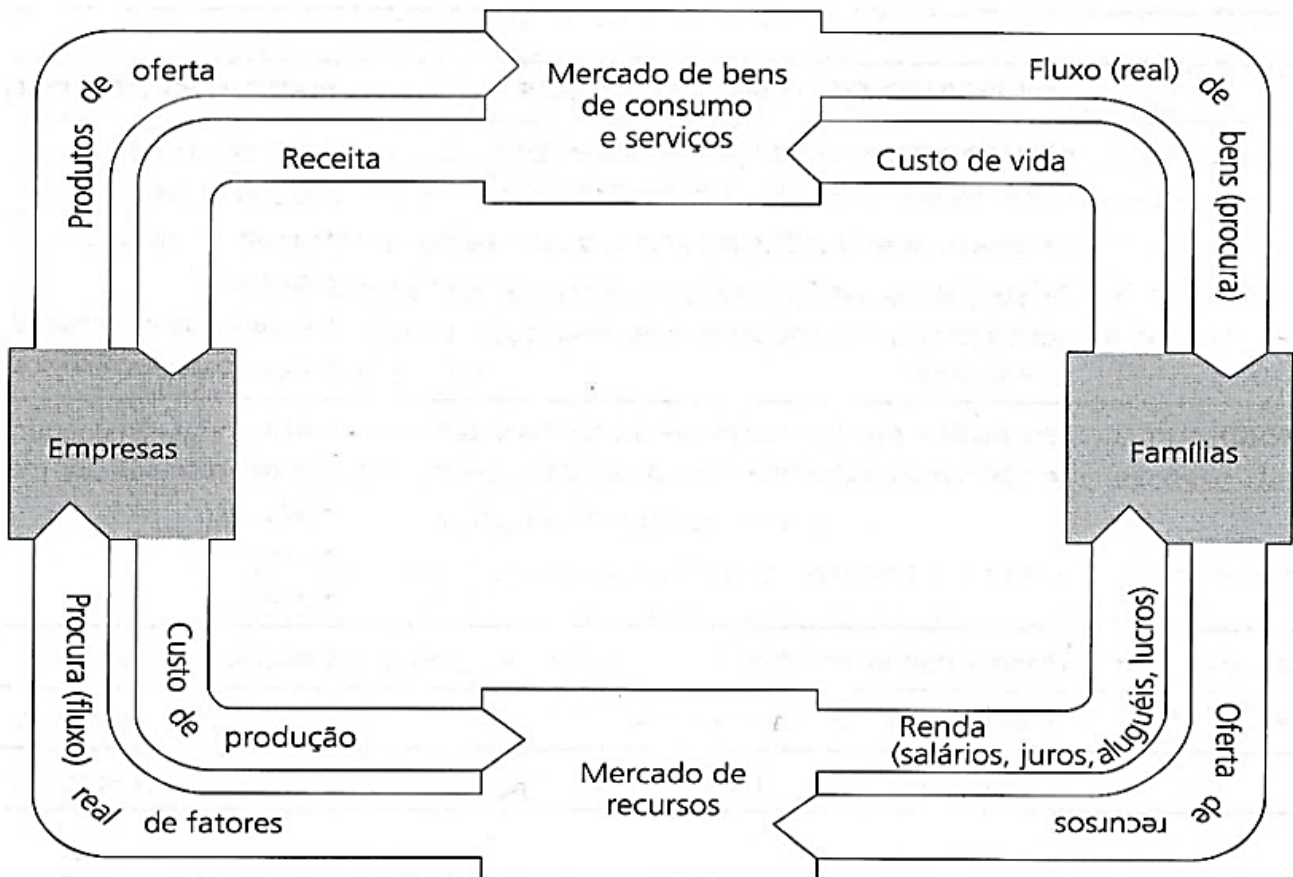 Produtos de oferta
Mercado de bens
de consumo
e serviços
Fluxo (real) de bens (procura)
Receita
Custo de vida
Empresas
Famílias
Procura (fluxo) real de fatores
Custo de produção
Mercado de
recursos
Renda
(salários, juros, aluguéis, lucros)
Oferta de recursos